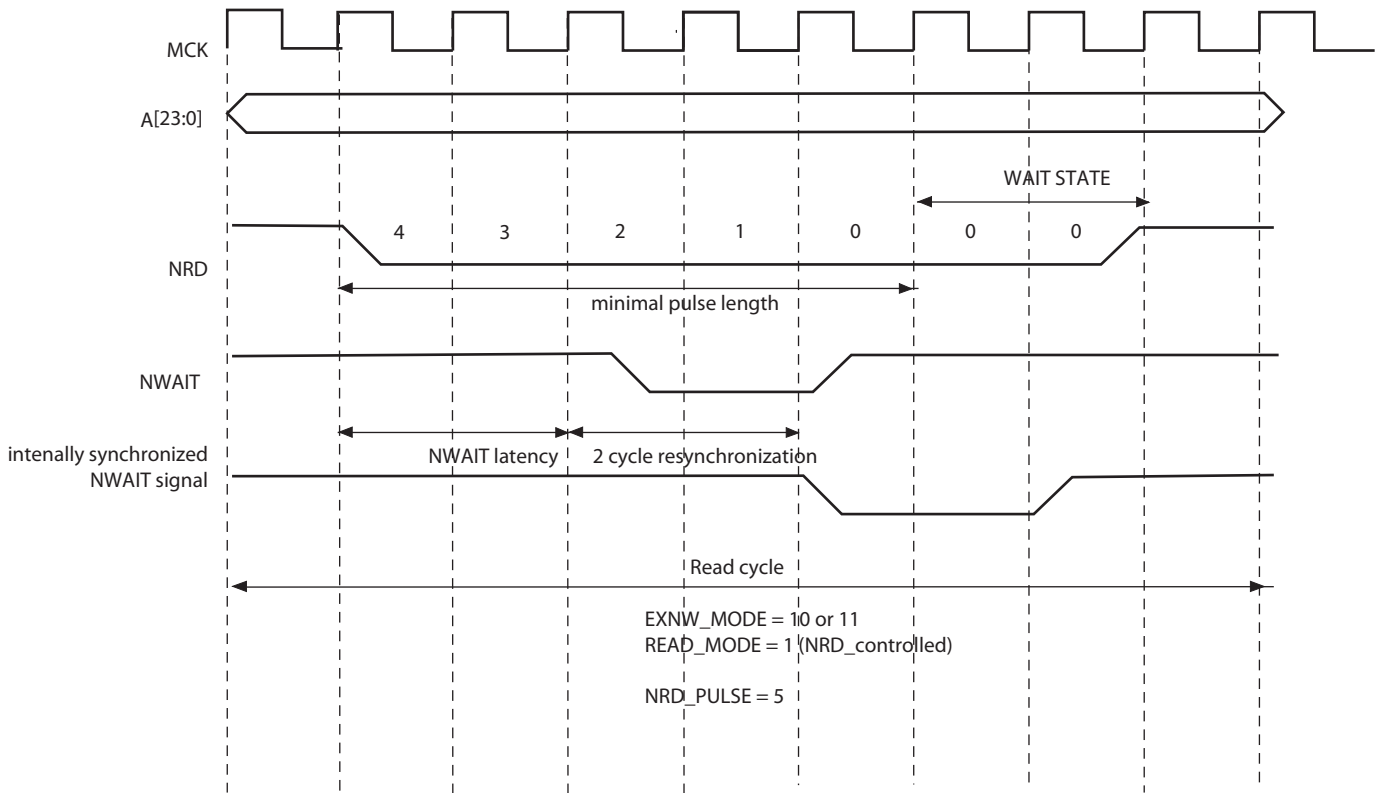 MCK
A[23:0]
WAIT STATE
4 3 2 1 0 0 0
NRD
minimal pulse length
NWAIT
intenally synchronized
NWAIT signal
NWAIT latency
2 cycle resynchronization
Read cycle
EXNW_MODE = 10 or 11
READ_MODE = 1 (NRD_controlled)
NRD_PULSE = 5